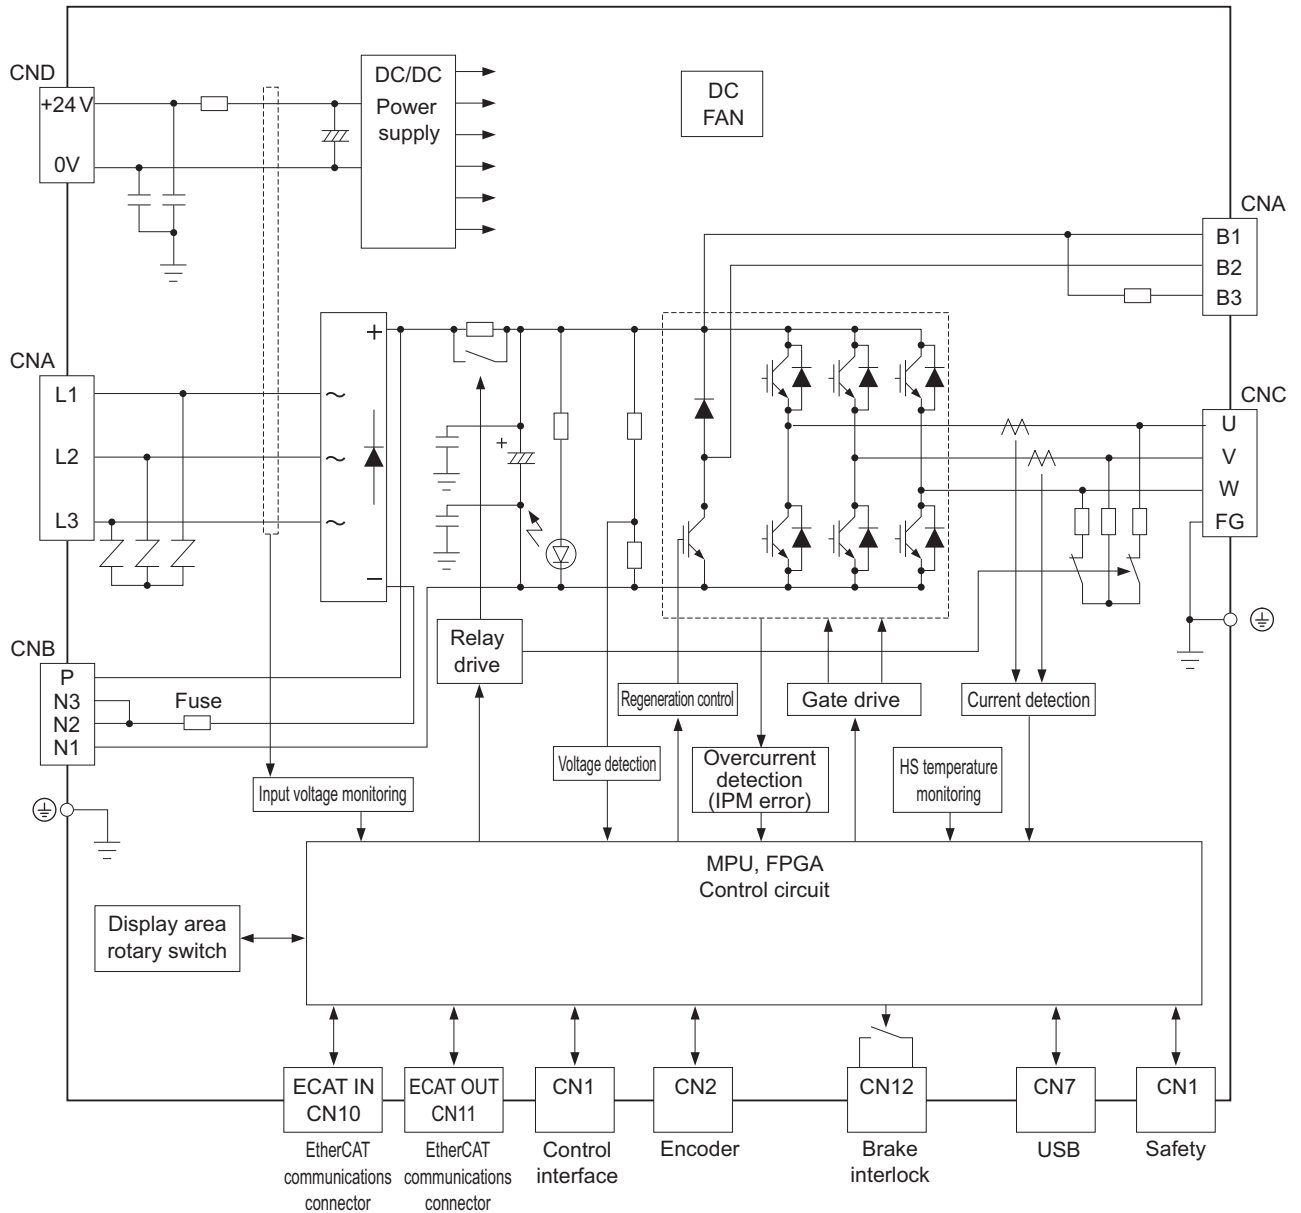 CND
+24 V
0V
DC/DC
Power
supply
DC
FAN
CNA
B1
B2
B3
CNA
L1
L2
L3
+
~
~
~
−
+
CNC
U
V
W
FG
CNB
P
N3
N2
N1
Fuse
Relay
drive
Regeneration control
Gate drive
Current detection
Voltage detection
Overcurrent
detection
(IPM error)
HS temperature
monitoring
Input voltage monitoring
MPU, FPGA
Control circuit
Display area
rotary switch
ECAT IN
CN10
ECAT OUT
CN11
CN1
CN2
CN12
CN7
CN1
EtherCAT
communications
connector
EtherCAT
communications
connector
Control
interface
Encoder
Brake
interlock
USB
Safety